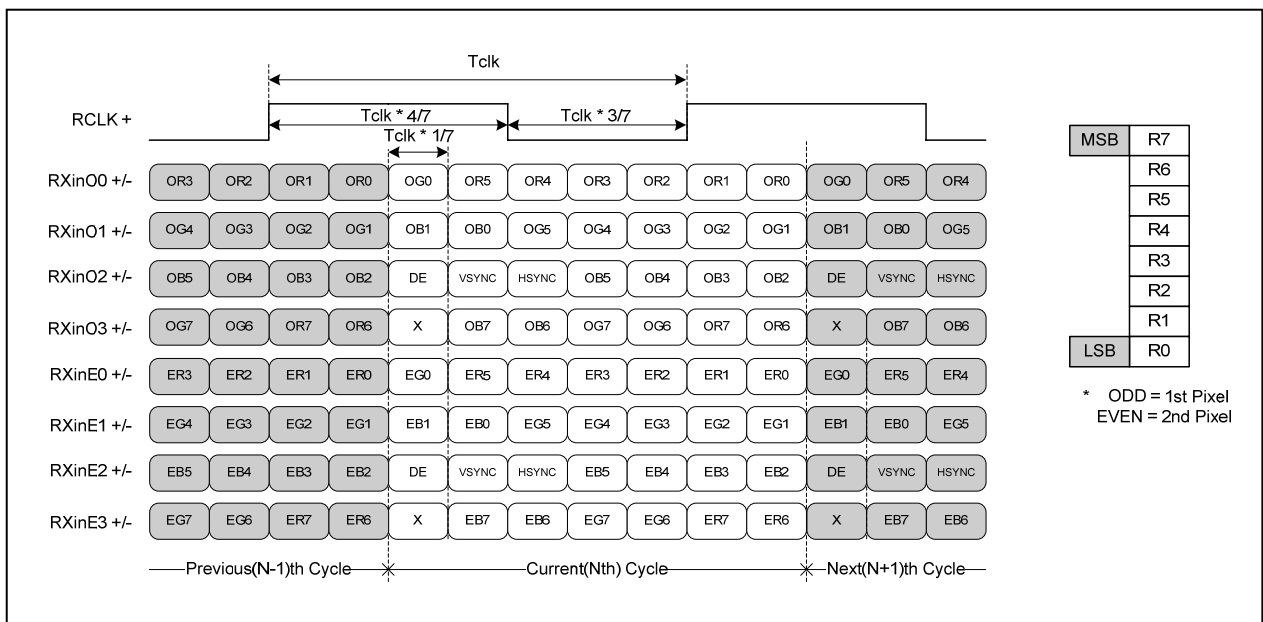 Tclk
RCLK +
Tclk * 4/7
Tclk * 3/7
Tclk * 1/7
RXinO0 +/- OR3 OR2 OR1 OR0 OG0 OR5 OR4 OR3 OR2 OR1 OR0 OG0 OR5 OR4
RXinO1 +/- OG4 OG3 OG2 OG1 OB1 OB0 OG5 OG4 OG3 OG2 OG1 OB1 OB0 OG5
RXinO2 +/- OB5 OB4 OB3 OB2 DE VSYNC HSYNC OB5 OB4 OB3 OB2 DE VSYNC HSYNC
RXinO3 +/- OG7 OG6 OR7 OR6 X OB7 OB6 OG7 OG6 OR7 OR6 X OB7 OB6
RXinE0 +/- ER3 ER2 ER1 ER0 EG0 ER5 ER4 ER3 ER2 ER1 ER0 EG0 ER5 ER4
RXinE1 +/- EG4 EG3 EG2 EG1 EB1 EB0 EG5 EG4 EG3 EG2 EG1 EB1 EB0 EG5
RXinE2 +/- EB5 EB4 EB3 EB2 DE VSYNC HSYNC EB5 EB4 EB3 EB2 DE VSYNC HSYNC
RXinE3 +/- EG7 EG6 ER7 ER6 X EB7 EB6 EG7 EG6 ER7 ER6 X EB7 EB6
Previous(N-1)th Cycle Current(Nth) Cycle Next(N+1)th Cycle
MSB R7
R6
R5
R4
R3
R2
R1
LSB R0
* ODD = 1st Pixel
EVEN = 2nd Pixel